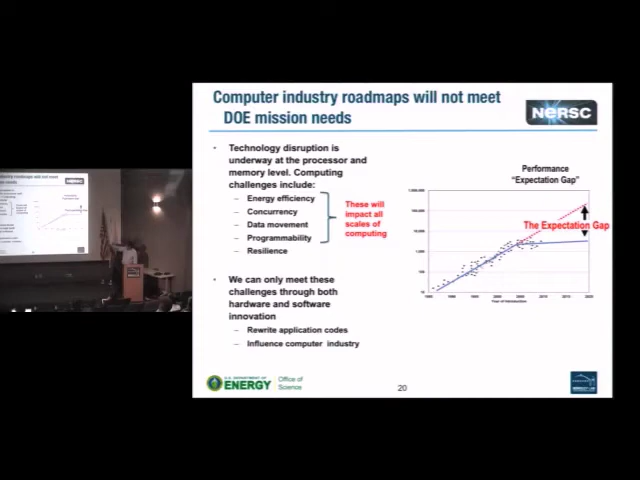 Computer industry roadmaps will not meet
DOE mission needs
NERSC
• Technology disruption is
underway at the processor and
memory level. Computing
challenges include:
– Energy efficiency
– Concurrency
– Data movement
– Programmability
– Resilience
These will
impact all
scales of
computing
• We can only meet these
challenges through both
hardware and software
innovation
– Rewrite application codes
– Influence computer industry
Performance
"Expectation Gap"
The Expectation Gap
Year of Introduction
U.S. DEPARTMENT OF
ENERGY
Office of
Science
20